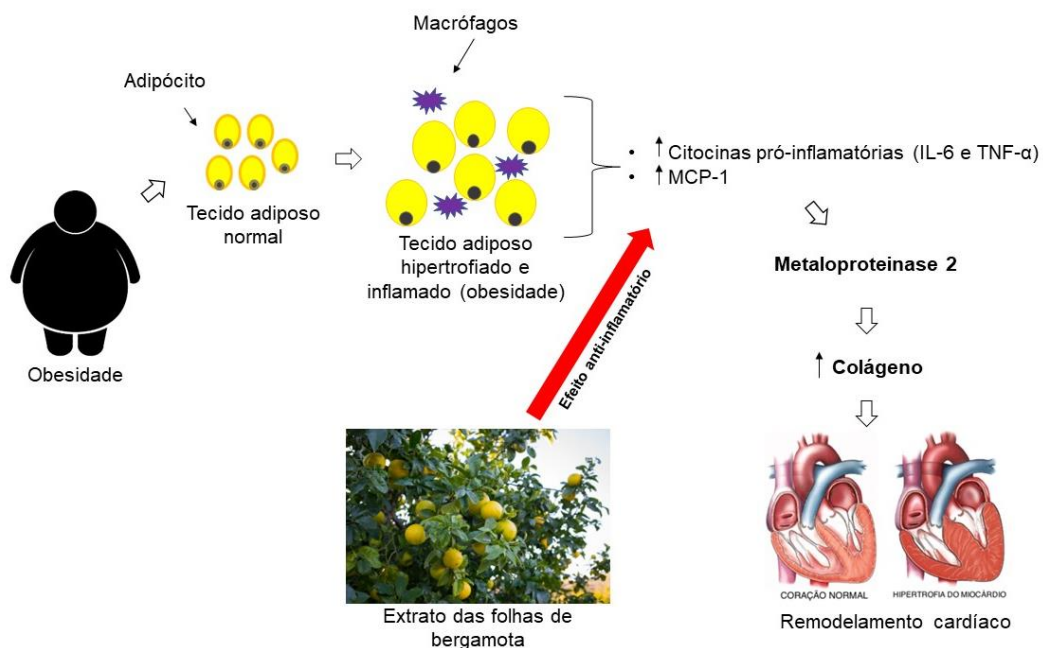 Macrófagos
Adipócito
Tecido adiposo
normal
Tecido adiposo
hipertrofiado e
inflamado (obesidade)
Obesidade
• ↑ Citocinas pró-inflamatórias (IL-6 e TNF-α)
• ↑ MCP-1
Metaloproteinase 2
↑ Colágeno
Efeito anti-inflamatório
Extrato das folhas de
bergamota
CORAÇÃO NORMAL
HIPERTROFIA DO MIOCÁRDIO
Remodelamento cardíaco